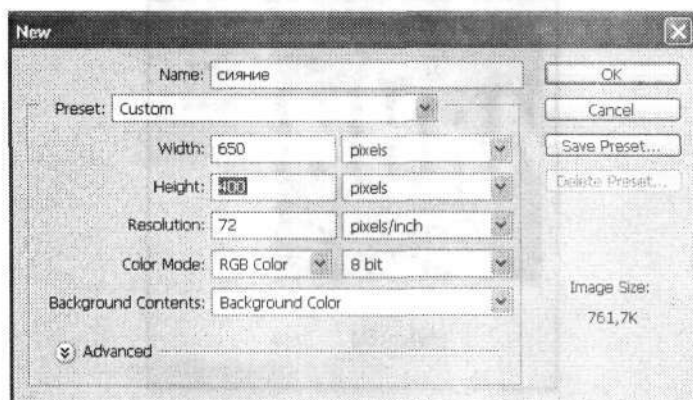 New
Name: сияние
OK
Preset: Custom
Cancel
Width: 650 pixels
Save Preset...
Height: 400 pixels
Delete Preset...
Resolution: 72 pixels/inch
Color Mode: RGB Color 8 bit
Image Size:
Background Contents: Background Color
761,7K
Advanced